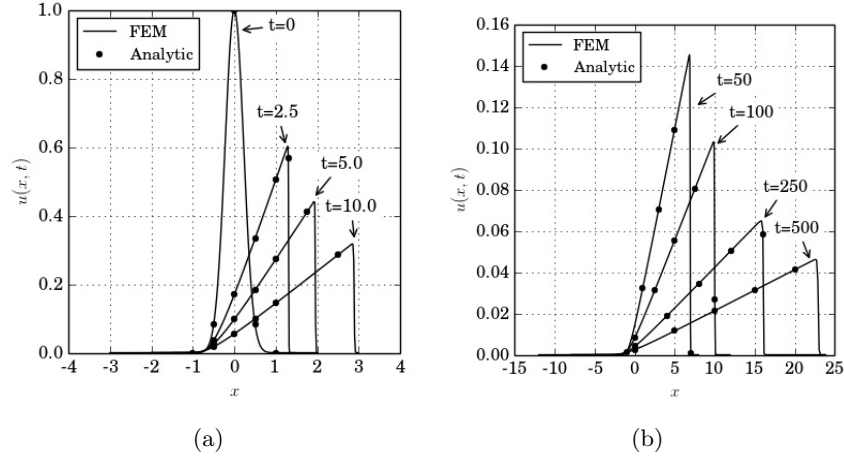 1.0
0.8
0.6
0.4
0.2
0.0
u(x, t)
FEM
Analytic
t=0
t=2.5
t=5.0
t=10.0
-4 -3 -2 -1 0 1 2 3 4
x
(a)
0.16
0.14
0.12
0.10
0.08
0.06
0.04
0.02
0.00
u(x, t)
FEM
Analytic
t=50
t=100
t=250
t=500
-15 -10 -5 0 5 10 15 20 25
x
(b)